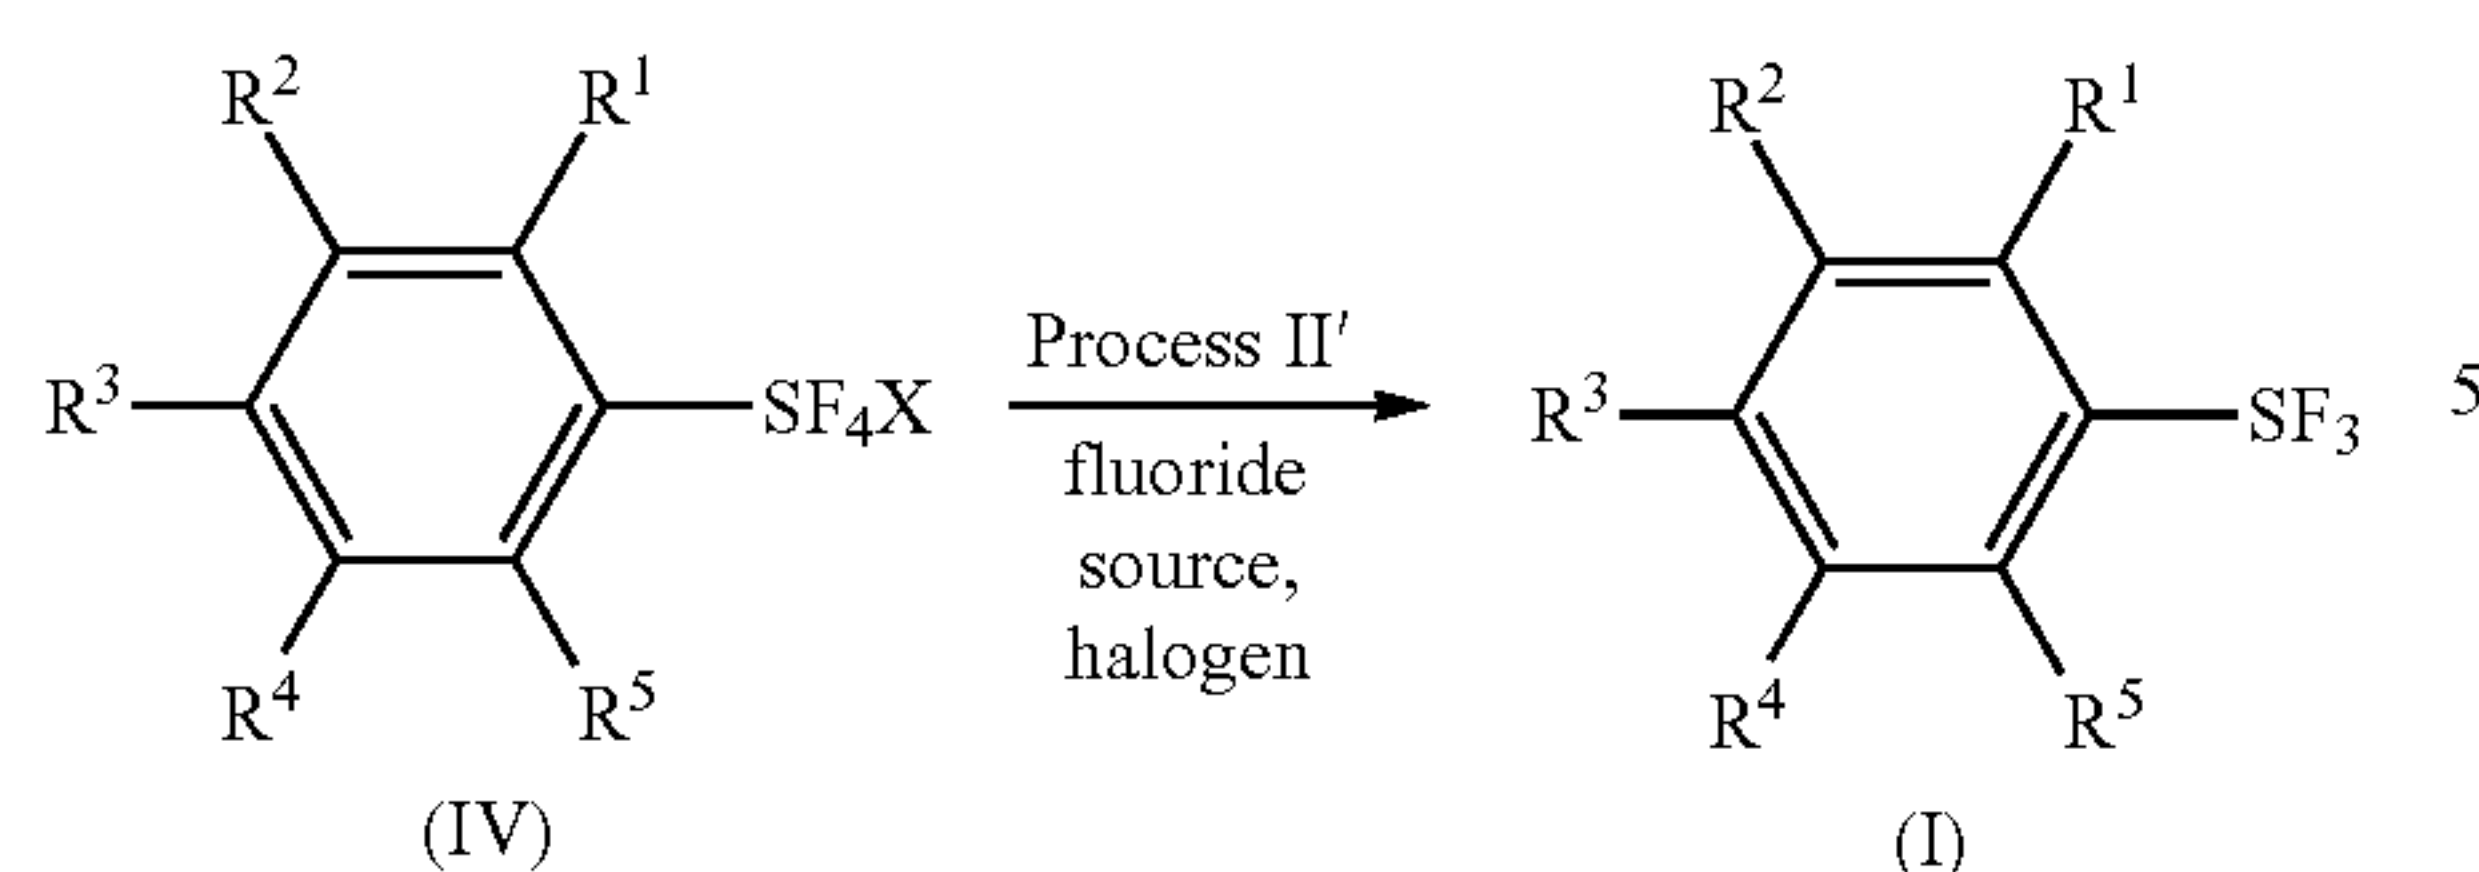 R² R¹
R³ SF₄X
R⁴ R⁵
(IV)
Process II′
fluoride
source,
halogen
R² R¹
R³ SF₃
R⁴ R⁵
(I)
5